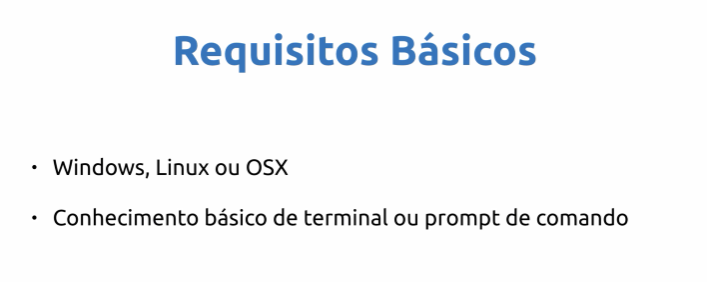 Requisitos Básicos
• Windows, Linux ou OSX
• Conhecimento básico de terminal ou prompt de comando